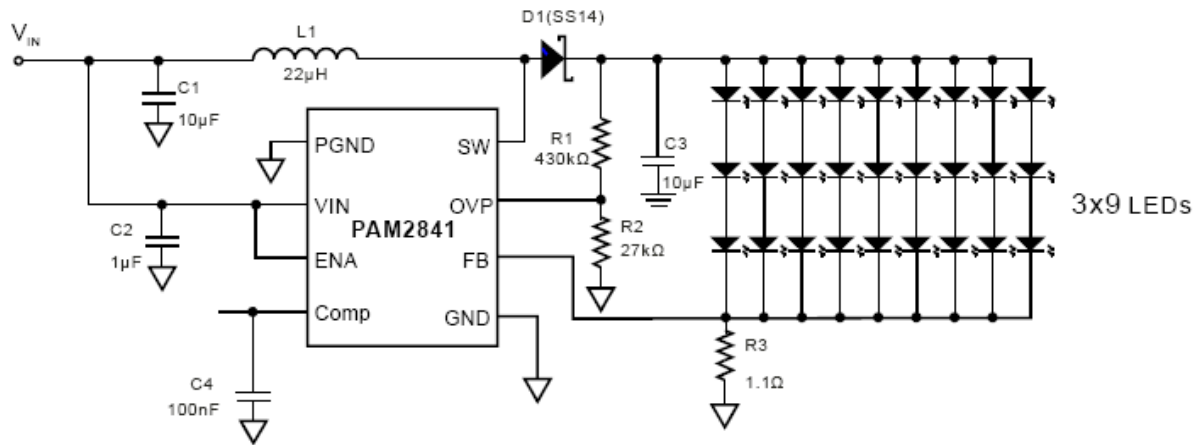 V_IN
L1
22µH
D1(SS14)
C1
10µF
R1
430kΩ
C3
10µF
PGND
SW
VIN
OVP
PAM2841
3x9 LEDs
C2
1µF
ENA
R2
27kΩ
FB
Comp
GND
R3
1.1Ω
C4
100nF